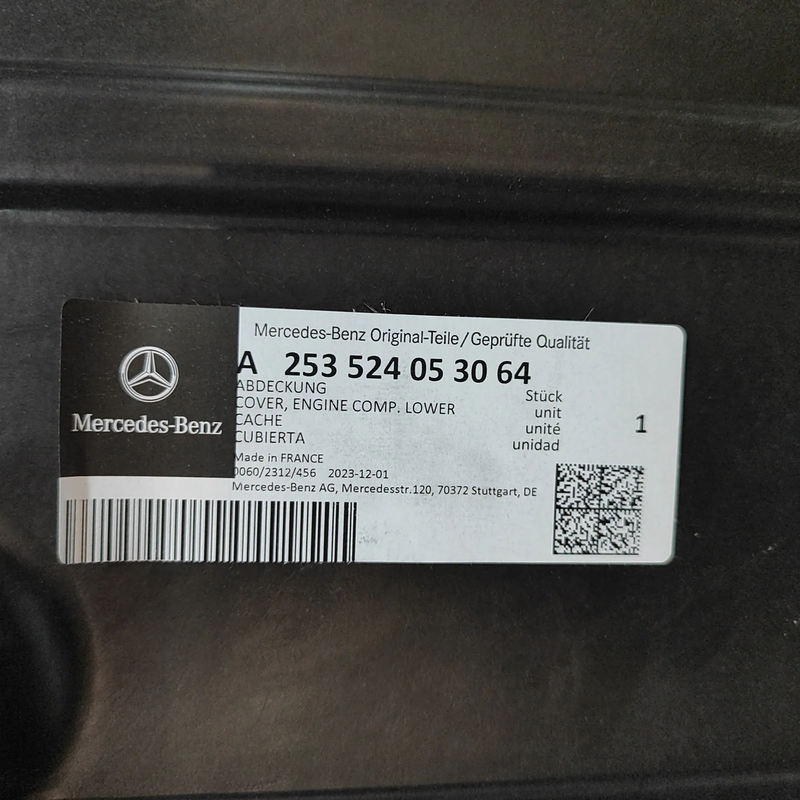 Mercedes-Benz
Mercedes-Benz Original-Teile/Geprüfte Qualität
A 253 524 05 30 64
ABDECKUNG
COVER, ENGINE COMP. LOWER
CACHE
CUBIERTA
Stück
unit
unité
unidad
1
Made in FRANCE
0060/2312/456 2023-12-01
Mercedes-Benz AG, Mercedesstr.120, 70372 Stuttgart, DE